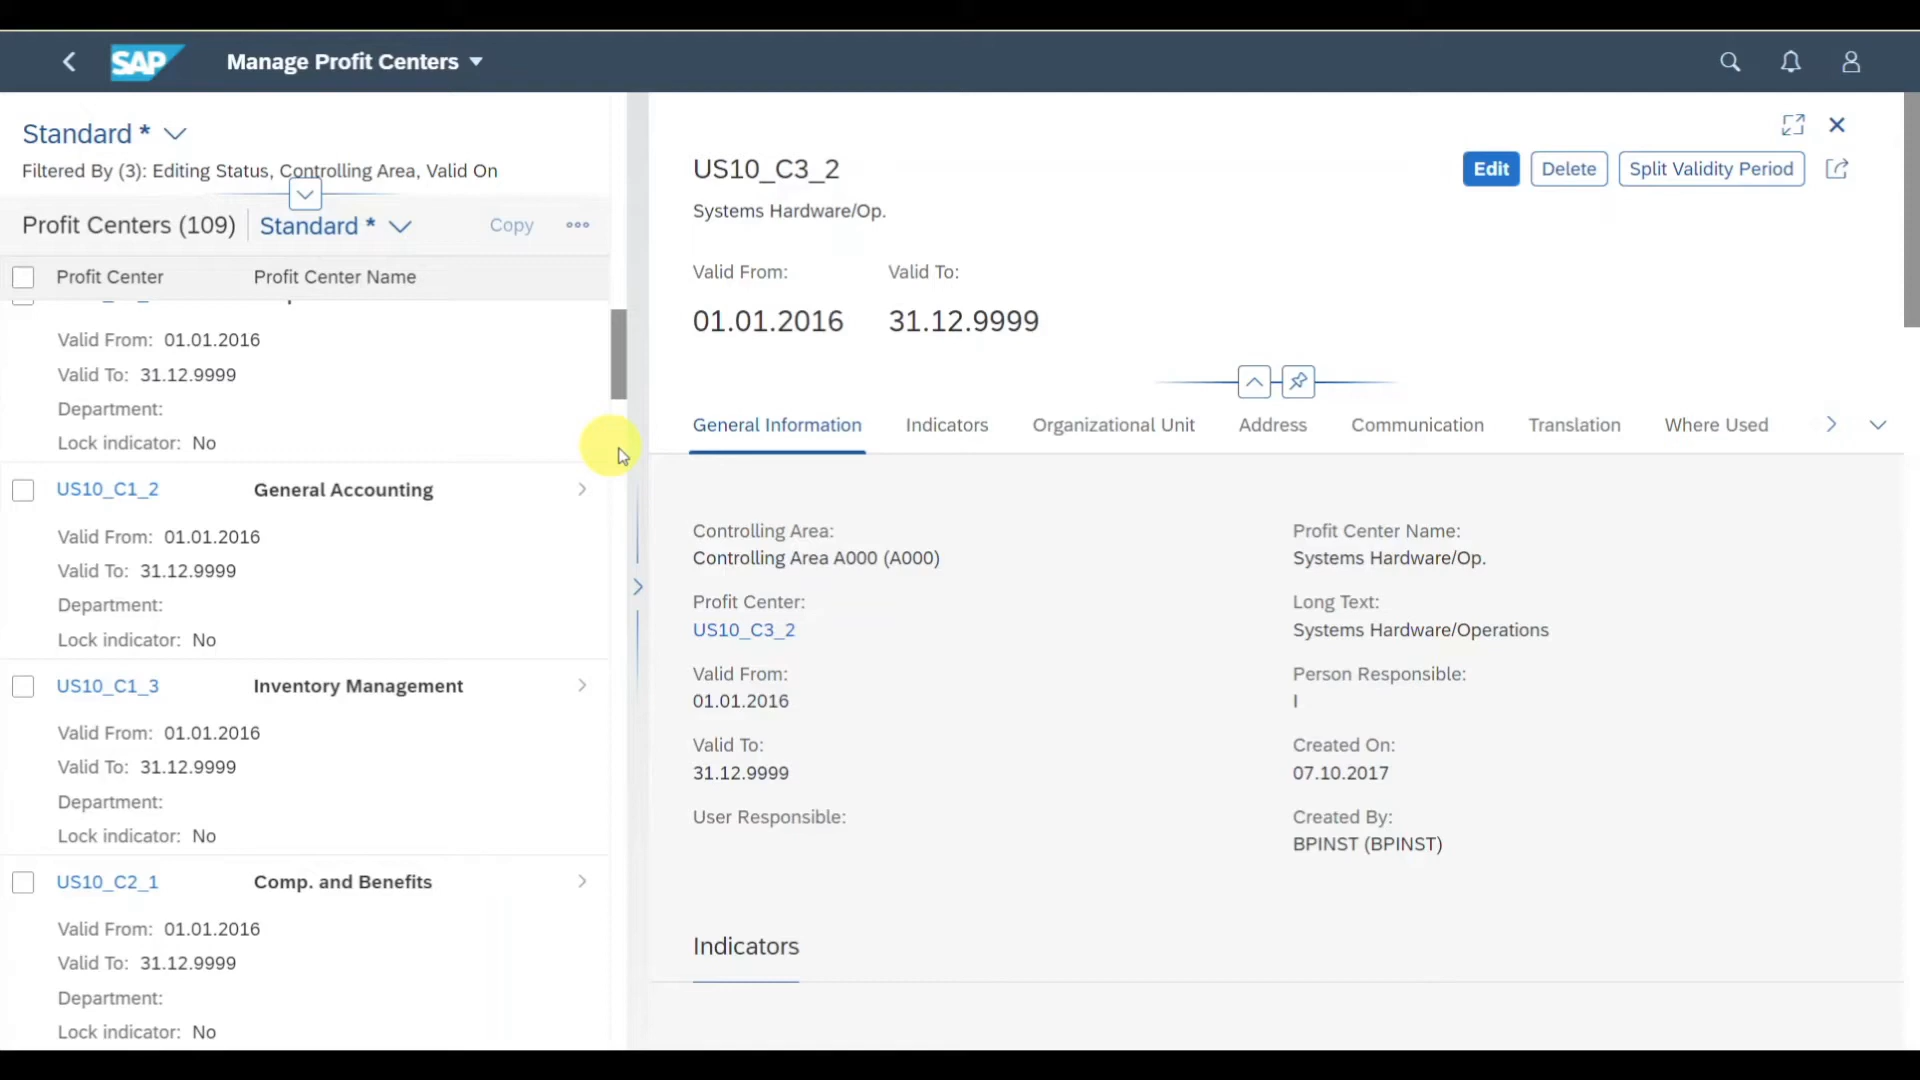 SAP Manage Profit Centers
Standard *
Filtered By (3): Editing Status, Controlling Area, Valid On
Profit Centers (109) Standard * Copy
Profit Center Profit Center Name
Valid From: 01.01.2016
Valid To: 31.12.9999
Department:
Lock indicator: No
US10_C1_2 General Accounting
Valid From: 01.01.2016
Valid To: 31.12.9999
Department:
Lock indicator: No
US10_C1_3 Inventory Management
Valid From: 01.01.2016
Valid To: 31.12.9999
Department:
Lock indicator: No
US10_C2_1 Comp. and Benefits
Valid From: 01.01.2016
Valid To: 31.12.9999
Department:
Lock indicator: No
US10_C3_2
Edit Delete Split Validity Period
Systems Hardware/Op.
Valid From: Valid To:
01.01.2016 31.12.9999
General Information Indicators Organizational Unit Address Communication Translation Where Used
Controlling Area:
Controlling Area A000 (A000)
Profit Center:
US10_C3_2
Valid From:
01.01.2016
Valid To:
31.12.9999
User Responsible:
Profit Center Name:
Systems Hardware/Op.
Long Text:
Systems Hardware/Operations
Person Responsible:
I
Created On:
07.10.2017
Created By:
BPINST (BPINST)
Indicators